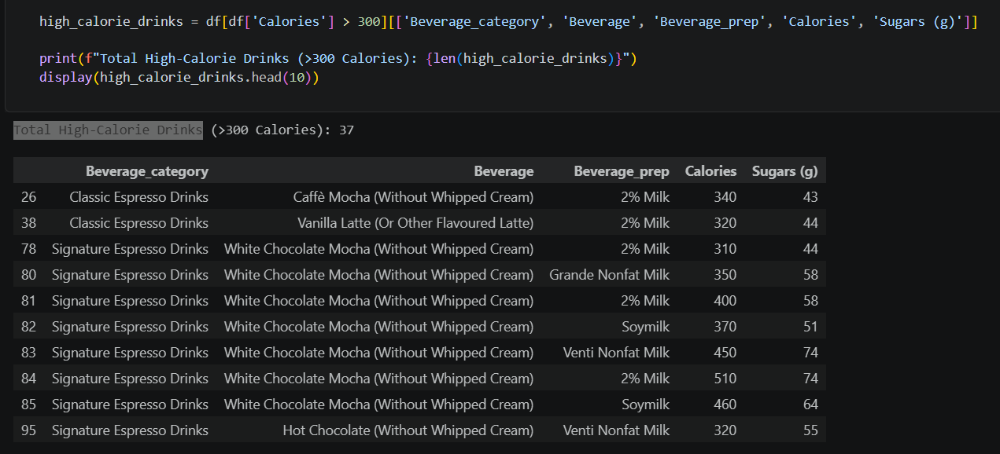 high_calorie_drinks = df[df['Calories'] > 300][['Beverage_category', 'Beverage', 'Beverage_prep', 'Calories', 'Sugars (g)']]
print(f"Total High-Calorie Drinks (>300 Calories): {len(high_calorie_drinks)}")
display(high_calorie_drinks.head(10))
Total High-Calorie Drinks (>300 Calories): 37
Beverage_category Beverage Beverage_prep Calories Sugars (g)
26 Classic Espresso Drinks Caffè Mocha (Without Whipped Cream) 2% Milk 340 43
38 Classic Espresso Drinks Vanilla Latte (Or Other Flavoured Latte) 2% Milk 320 44
78 Signature Espresso Drinks White Chocolate Mocha (Without Whipped Cream) 2% Milk 310 44
80 Signature Espresso Drinks White Chocolate Mocha (Without Whipped Cream) Grande Nonfat Milk 350 58
81 Signature Espresso Drinks White Chocolate Mocha (Without Whipped Cream) 2% Milk 400 58
82 Signature Espresso Drinks White Chocolate Mocha (Without Whipped Cream) Soymilk 370 51
83 Signature Espresso Drinks White Chocolate Mocha (Without Whipped Cream) Venti Nonfat Milk 450 74
84 Signature Espresso Drinks White Chocolate Mocha (Without Whipped Cream) 2% Milk 510 74
85 Signature Espresso Drinks White Chocolate Mocha (Without Whipped Cream) Soymilk 460 64
95 Signature Espresso Drinks Hot Chocolate (Without Whipped Cream) Venti Nonfat Milk 320 55